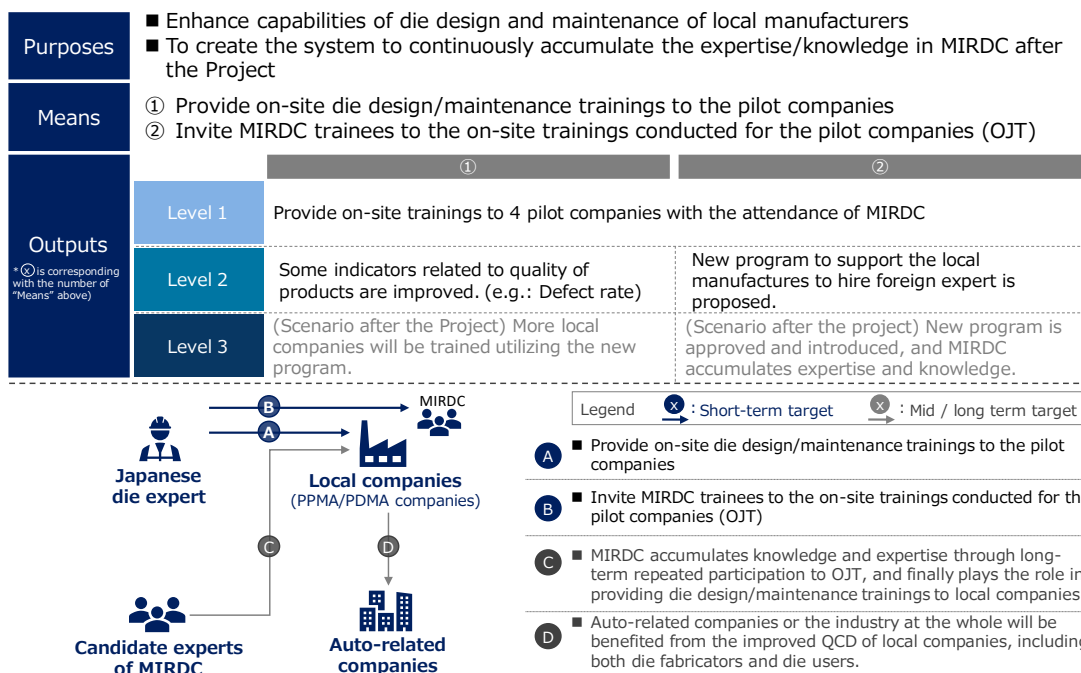 Purposes
■ Enhance capabilities of die design and maintenance of local manufacturers
■ To create the system to continuously accumulate the expertise/knowledge in MIRDC after
the Project
Means
① Provide on-site die design/maintenance trainings to the pilot companies
② Invite MIRDC trainees to the on-site trainings conducted for the pilot companies (OJT)
Outputs
* ⓧ is corresponding
with the number of
"Means" above)
①
②
Level 1
Provide on-site trainings to 4 pilot companies with the attendance of MIRDC
Level 2
Some indicators related to quality of
products are improved. (e.g.: Defect rate)
New program to support the local
manufactures to hire foreign expert is
proposed.
Level 3
(Scenario after the Project) More local
companies will be trained utilizing the new
program.
(Scenario after the project) New program is
approved and introduced, and MIRDC
accumulates expertise and knowledge.
B
MIRDC
A
Japanese
die expert
Local companies
(PPMA/PDMA companies)
C
D
Candidate experts
of MIRDC
Auto-related
companies
Legend
x : Short-term target
x : Mid / long term target
A
■ Provide on-site die design/maintenance trainings to the pilot
companies
B
■ Invite MIRDC trainees to the on-site trainings conducted for th
pilot companies (OJT)
C
■ MIRDC accumulates knowledge and expertise through long-
term repeated participation to OJT, and finally plays the role in
providing die design/maintenance trainings to local companies
D
■ Auto-related companies or the industry at the whole will be
benefited from the improved QCD of local companies, including
both die fabricators and die users.